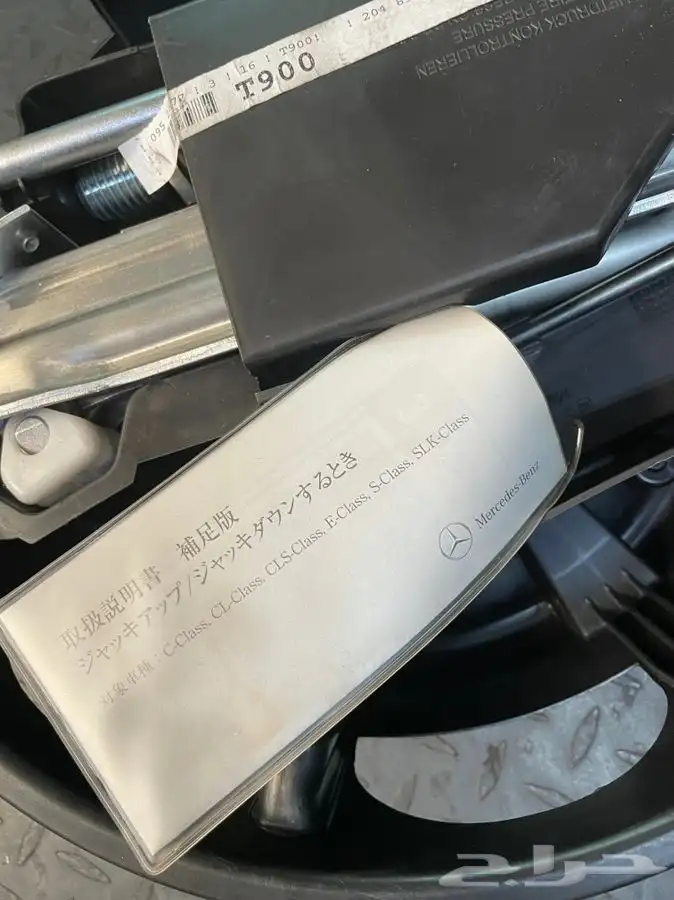 T9001
T900
取扱説明書 補足版
ジャッキアップ/ジャッキダウンするとき
対象車種：C-Class, CL-Class, CLS-Class, E-Class, S-Class, SLK-Class
Mercedes-Benz
حراج